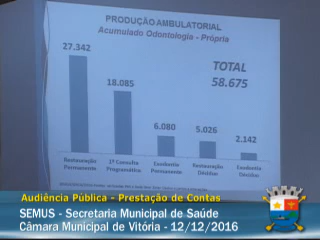 PRODUÇÃO AMBULATORIAL
Acumulado Odontologia - Própria
27.342
TOTAL
58.675
18.085
6.080
5.026
2.142
Restauração
Permanente
1ª Consulta
Programática
Exodontia
Permanente
Restauração
Decíduo
Exodontia
Decíduo
Audiência Pública - Prestação de Contas
SEMUS - Secretaria Municipal de Saúde
Câmara Municipal de Vitória - 12/12/2016